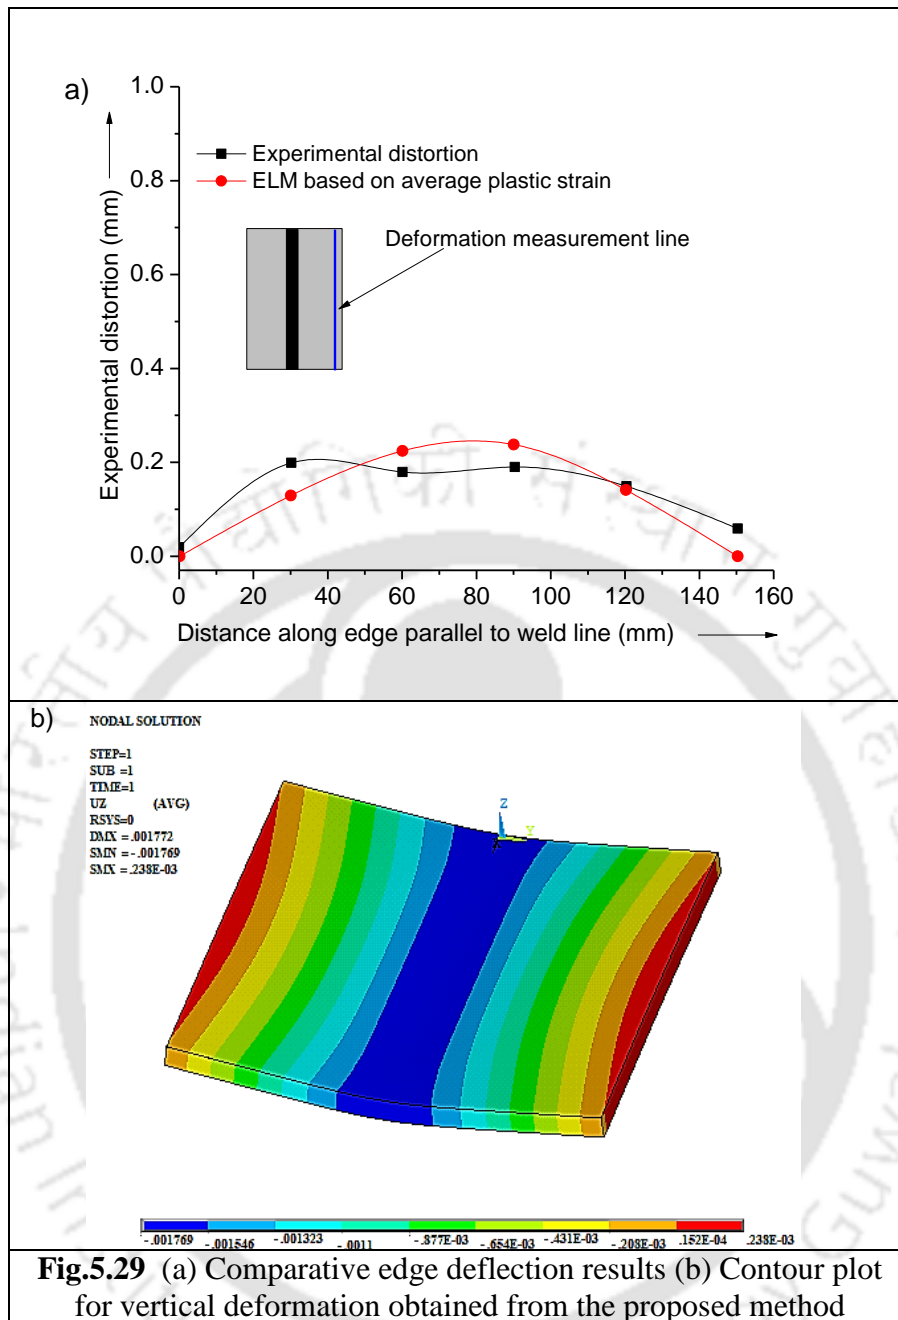 a)
1.0
0.8
0.6
0.4
0.2
0.0
Experimental distortion (mm)
Experimental distortion
ELM based on average plastic strain
Deformation measurement line
0 20 40 60 80 100 120 140 160
Distance along edge parallel to weld line (mm)
b)
NODAL SOLUTION
STEP=1
SUB =1
TIME=1
UZ (AVG)
RSYS=0
DMX =.001772
SMN =-.001769
SMX =.238E-03
Z
Y
X
-.001769 -.001323 -.877E-03 -.431E-03 .152E-04 .238E-03
-.001546 -.0011 -.654E-03 -.208E-03
Fig.5.29 (a) Comparative edge deflection results (b) Contour plot
for vertical deformation obtained from the proposed method